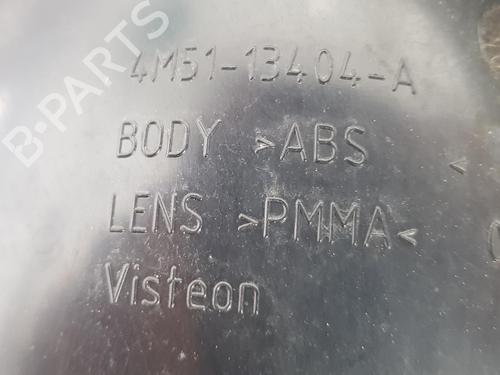 4M51-13404-A
BODY >ABS <
LENS >PMMA<
Visteon
B-PARTS